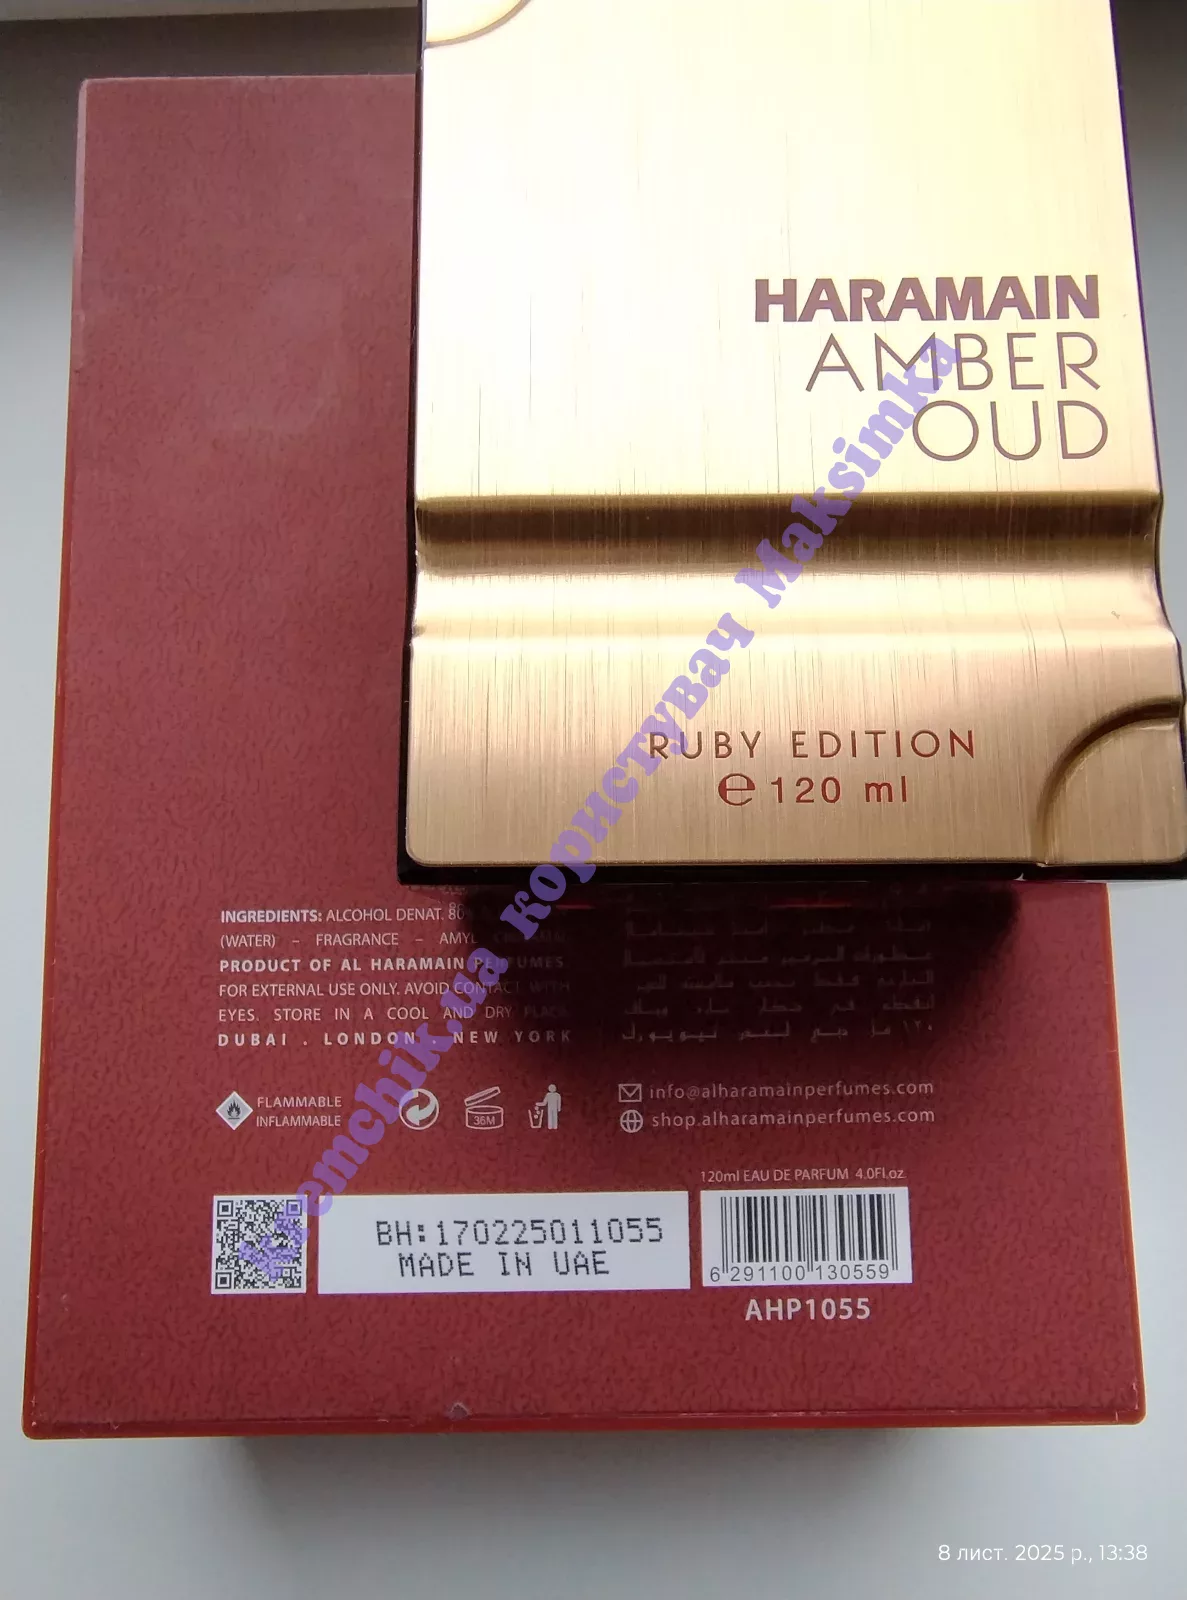 HARAMAIN
AMBER
OUD
RUBY EDITION
e 120 ml
INGREDIENTS: ALCOHOL DENAT. 80
(WATER) – FRAGRANCE – AMYL
PRODUCT OF AL HARAMAIN PERFUMES.
FOR EXTERNAL USE ONLY. AVOID CONTACT WITH
EYES. STORE IN A COOL AND DRY PLACE.
DUBAI . LONDON . NEW YORK
FLAMMABLE
INFLAMMABLE
36M
info@alharamainperfumes.com
shop.alharamainperfumes.com
120ml EAU DE PARFUM 4.0Fl.oz
BH:170225011055
MADE IN UAE
6 291100 130559
AHP1055
kremchik.ua користувач Maksimka
8 лист. 2025 р., 13:38